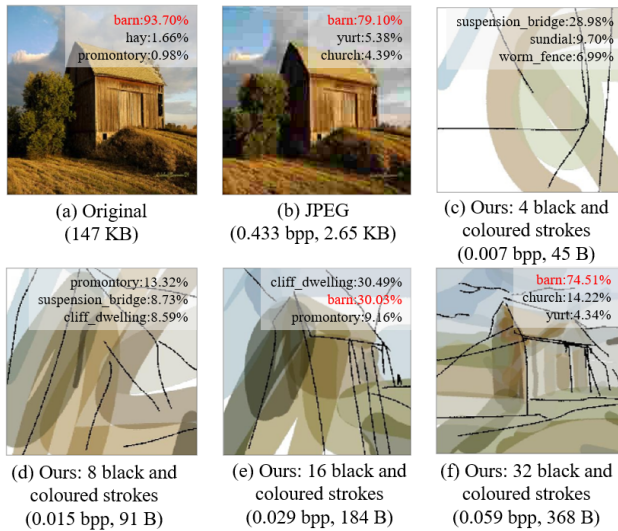 barn:93.70%
hay:1.66%
promontory:0.98%
(a) Original
(147 KB)
barn:79.10%
yurt:5.38%
church:4.39%
(b) JPEG
(0.433 bpp, 2.65 KB)
suspension_bridge:28.98%
sundial:9.70%
worm_fence:6.99%
(c) Ours: 4 black and
coloured strokes
(0.007 bpp, 45 B)
promontory:13.32%
suspension_bridge:8.73%
cliff_dwelling:8.59%
(d) Ours: 8 black and
coloured strokes
(0.015 bpp, 91 B)
cliff_dwelling:30.49%
barn:30.03%
promontory:9.16%
(e) Ours: 16 black and
coloured strokes
(0.029 bpp, 184 B)
barn:74.51%
church:14.22%
yurt:4.34%
(f) Ours: 32 black and
coloured strokes
(0.059 bpp, 368 B)